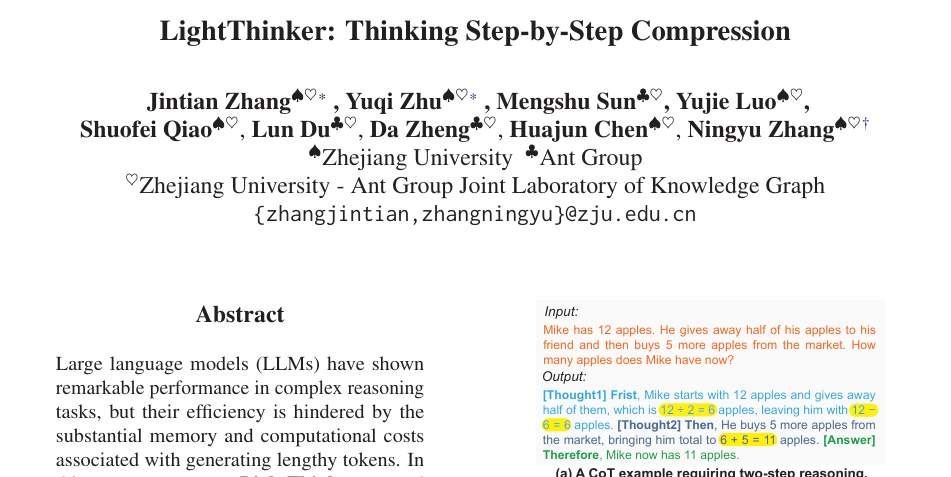 LightThinker: Thinking Step-by-Step Compression
Jintian Zhang♠♡* , Yuqi Zhu♠♡* , Mengshu Sun♣♡, Yujie Luo♠♡,
Shuofei Qiao♠♡, Lun Du♣♡, Da Zheng♣♡, Huajun Chen♠♡, Ningyu Zhang♠♡†
♠Zhejiang University ♣Ant Group
♡Zhejiang University - Ant Group Joint Laboratory of Knowledge Graph
{zhangjintian,zhangningyu}@zju.edu.cn
Abstract
Large language models (LLMs) have shown
remarkable performance in complex reasoning
tasks, but their efficiency is hindered by the
substantial memory and computational costs
associated with generating lengthy tokens. In
Input:
Mike has 12 apples. He gives away half of his apples to his
friend and then buys 5 more apples from the market. How
many apples does Mike have now?
Output:
[Thought1] Frist, Mike starts with 12 apples and gives away
half of them, which is 12 ÷ 2 = 6 apples, leaving him with 12 −
6 = 6 apples. [Thought2] Then, He buys 5 more apples from
the market, bringing him total to 6 + 5 = 11 apples. [Answer]
Therefore, Mike now has 11 apples.
(a) A CoT example requiring two-step reasoning.